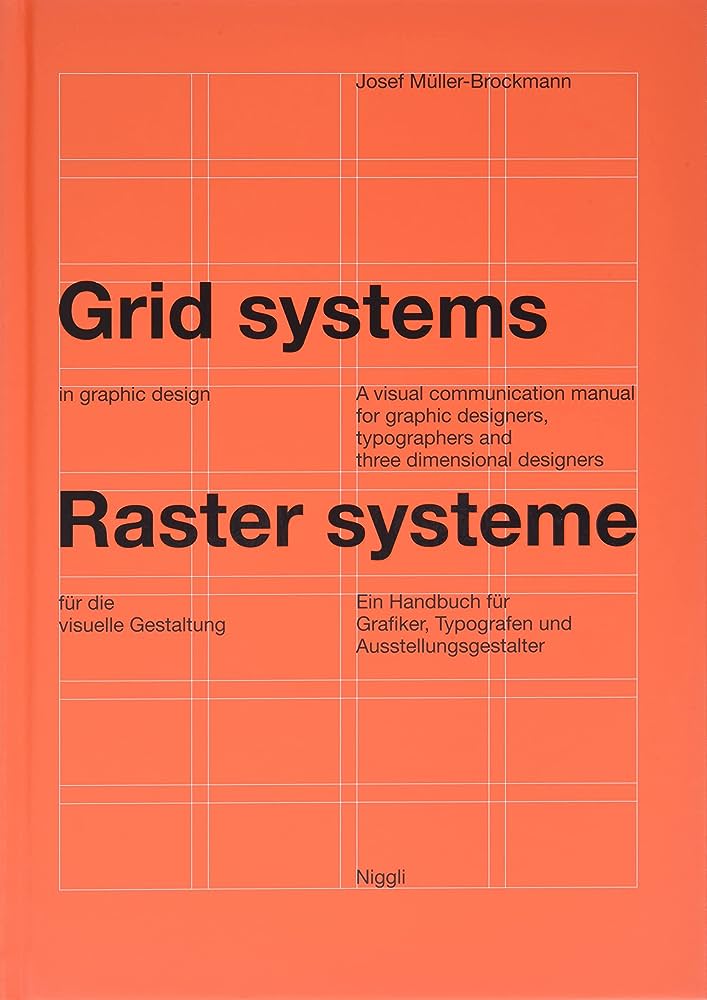 Josef Müller-Brockmann
Grid systems
in graphic design
A visual communication manual
for graphic designers,
typographers and
three dimensional designers
Raster systeme
für die
visuelle Gestaltung
Ein Handbuch für
Grafiker, Typografen und
Ausstellungsgestalter
Niggli